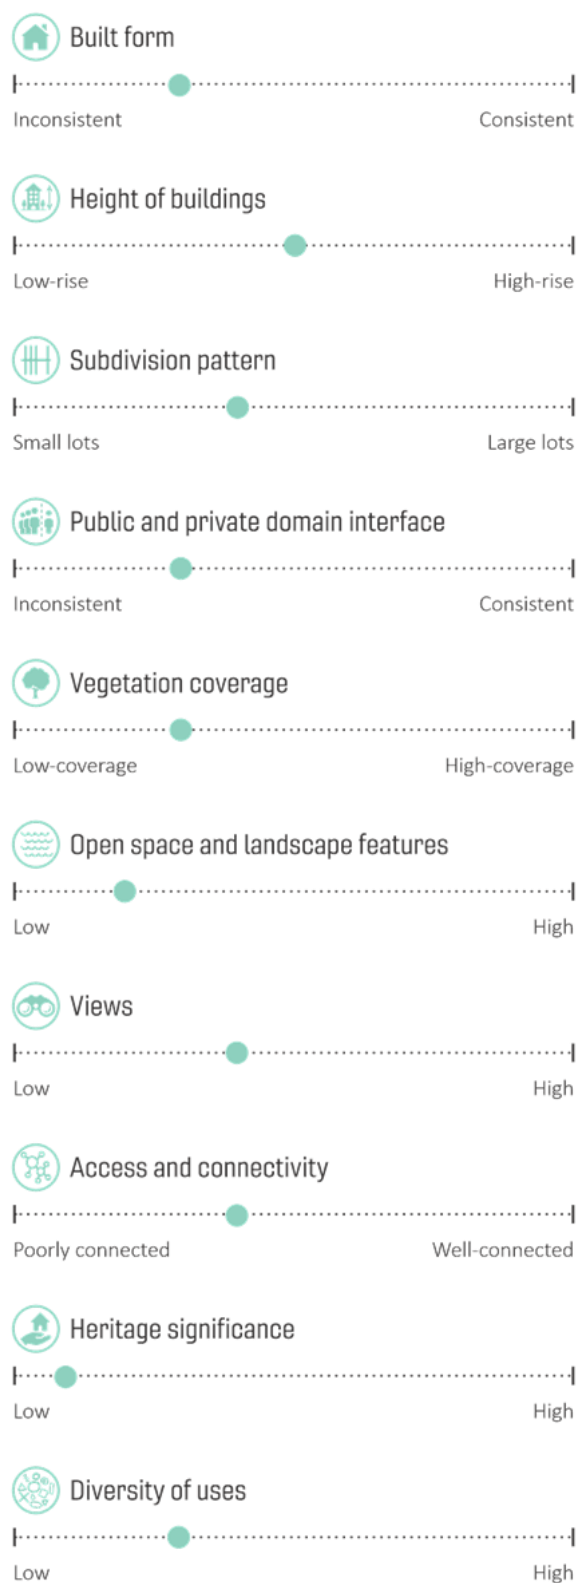 Built form
Inconsistent Consistent
Height of buildings
Low-rise High-rise
Subdivision pattern
Small lots Large lots
Public and private domain interface
Inconsistent Consistent
Vegetation coverage
Low-coverage High-coverage
Open space and landscape features
Low High
Views
Low High
Access and connectivity
Poorly connected Well-connected
Heritage significance
Low High
Diversity of uses
Low High